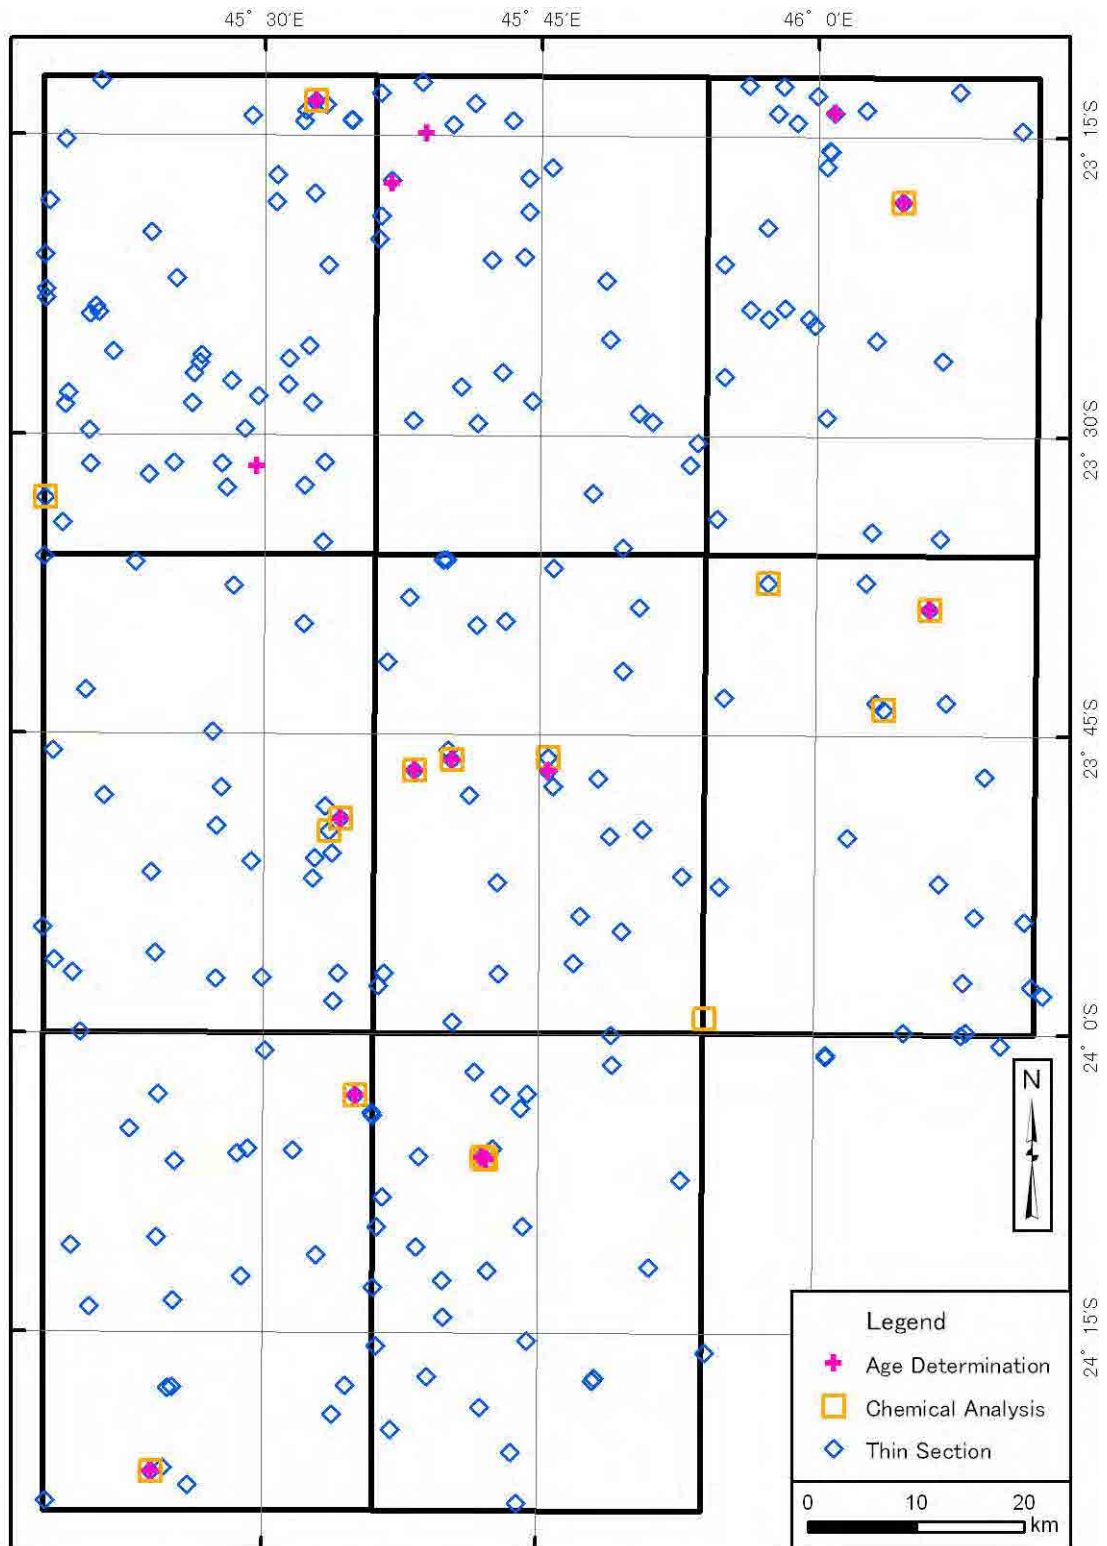 45° 30'E
45° 45'E
46° 0'E
23° 15'S
23° 30'S
23° 45'S
24° 0'S
24° 15'S
N
Legend
Age Determination
Chemical Analysis
Thin Section
0 10 20
km